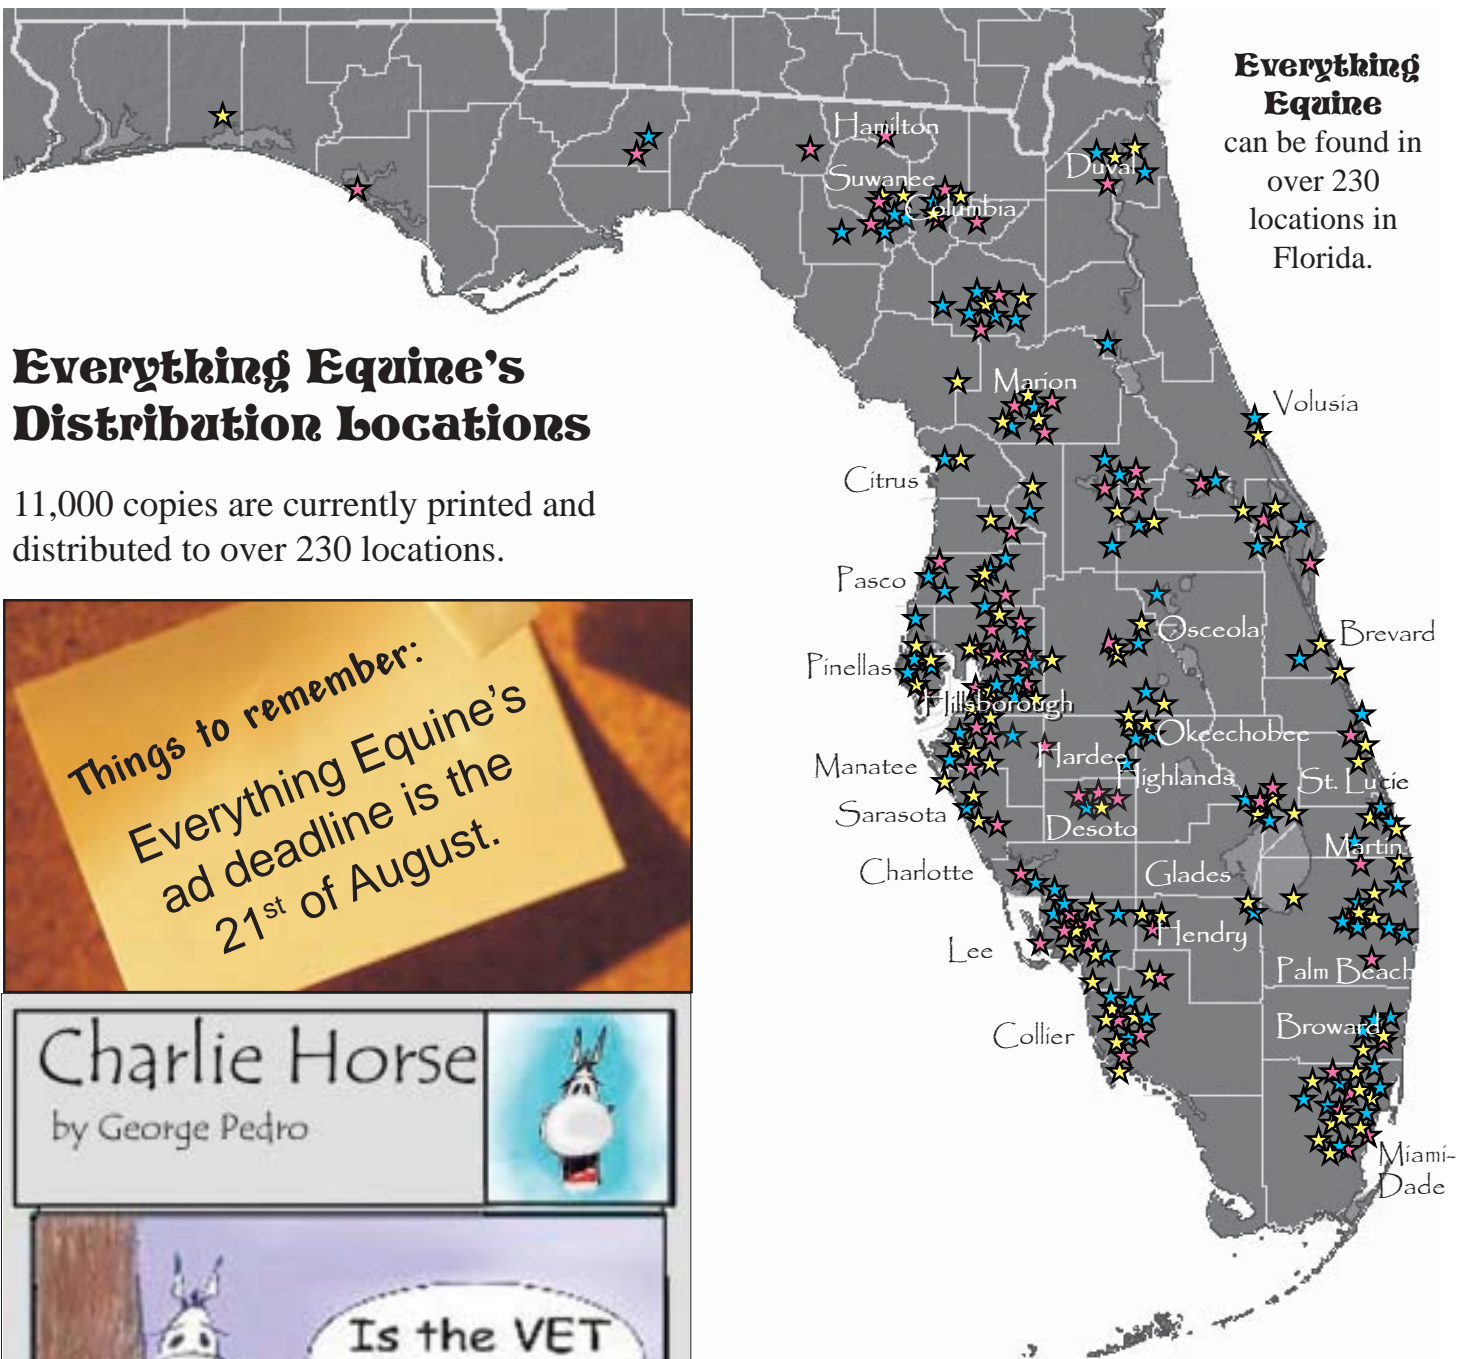 Everything
Equine
can be found in
over 230
locations in
Florida.
Everything Equine's
Distribution Locations
11,000 copies are currently printed and
distributed to over 230 locations.
Things to remember:
Everything Equine's
ad deadline is the
21st of August.
Charlie Horse
by George Pedro
Is the VET
Hamilton
Suwanee
Columbia
Duval
Marion
Volusia
Citrus
Pasco
Osceola
Brevard
Pinellas
Hillsborough
Okeechobee
Hardee
Manatee
Highlands
St. Lucie
Sarasota
Desoto
Martin
Charlotte
Glades
Hendry
Lee
Palm Beach
Collier
Broward
Miami-
Dade